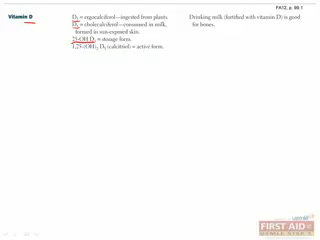 FA12, p. 99.1
Vitamin D
D₂ = ergocalciferol—ingested from plants.
D₃ = cholecalciferol—consumed in milk,
formed in sun-exposed skin.
25-OH D₃ = storage form.
1,25-(OH)₂ D₃ (calcitriol) = active form.
Drinking milk (fortified with vitamin D) is good
for bones.
FIRST AID